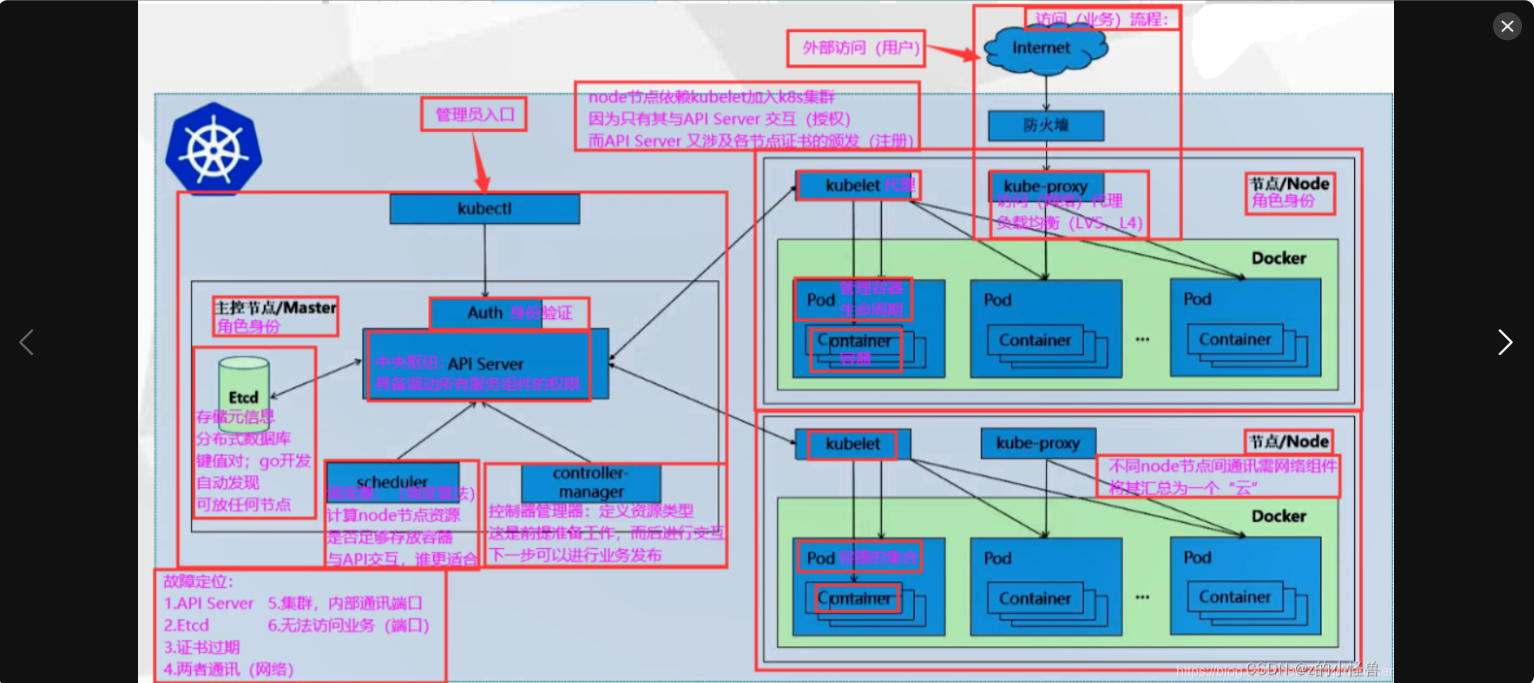 访问（业务）流程：
外部访问（用户）
Internet
node节点依赖kubelet加入k8s集群
因为只有其与API Server 交互（授权）
而API Server 又涉及各节点证书的颁发（注册）
管理员入口
防火墙
kubectl
kubelet 代理
kube-proxy
访问（网络）代理
负载均衡（LVS，L4）
节点/Node
角色身份
Docker
Pod
管理容器
生命周期
Container
容器
Pod
Container
...
Pod
Container
主控节点/Master
角色身份
Auth 身份验证
中央枢纽：API Server
具备调动所有服务组件的权限
Etcd
存储元信息
分布式数据库
键值对；go开发
自动发现
可放任何节点
scheduler
调度器：（调度算法）
计算node节点资源
是否足够存放容器
与API交互，谁更适合
controller-
manager
控制器管理器：定义资源类型
这是前提准备工作，而后进行交互
下一步可以进行业务发布
kubelet
kube-proxy
节点/Node
不同node节点间通讯需网络组件
将其汇总为一个“云”
Docker
Pod 容器的集合
Container
Pod
Container
...
Pod
Container
故障定位：
1.API Server 5.集群，内部通讯端口
2.Etcd 6.无法访问业务（端口）
3.证书过期
4.两者通讯（网络）
CSDN @z的小怪兽